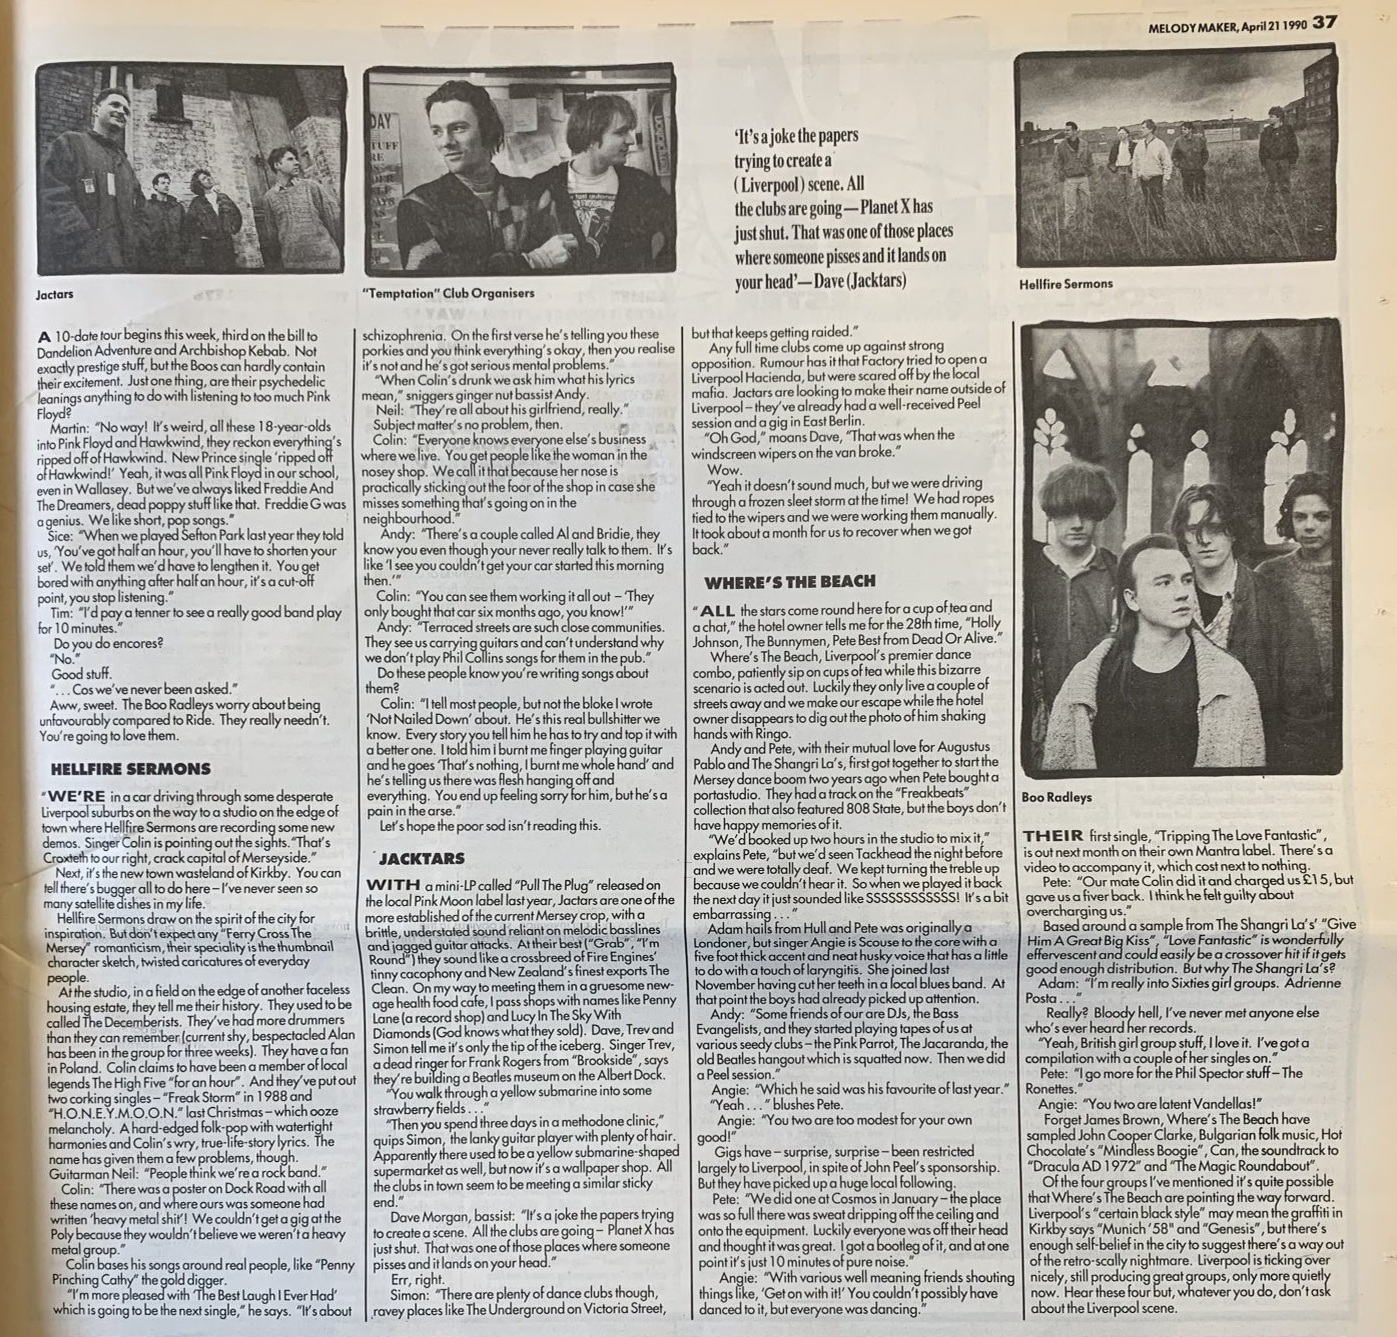 MELODY MAKER, April 21 1990 37
Jactars
"Temptation" Club Organisers
'It's a joke the papers
trying to create a
(Liverpool) scene. All
the clubs are going — Planet X has
just shut. That was one of those places
where someone pisses and it lands on
your head' — Dave (Jacktars)
Hellfire Sermons
A 10-date tour begins this week, third on the bill to
Dandelion Adventure and Archbishop Kebab. Not
exactly prestige stuff, but the Boos can hardly contain
their excitement. Just one thing, are their psychedelic
leanings anything to do with listening to too much Pink
Floyd?
Martin: "No way! It's weird, all these 18-year-olds
into Pink Floyd and Hawkwind, they reckon everything's
ripped off of Hawkwind. New Prince single 'ripped off
of Hawkwind!' Yeah, it was all Pink Floyd in our school,
even in Wallasey. But we've always liked Freddie And
The Dreamers, dead poppy stuff like that. Freddie G was
a genius. We like short, pop songs."
Sice: "When we played Sefton Park last year they told
us, 'You've got half an hour, you'll have to shorten your
set'. We told them we'd have to lengthen it. You get
bored with anything after half an hour, it's a cut-off
point, you stop listening."
Tim: "I'd pay a tenner to see a really good band play
for 10 minutes."
Do you do encores?
"No."
Good stuff.
". . . Cos we've never been asked."
Aww, sweet. The Boo Radleys worry about being
unfavourably compared to Ride. They really needn't.
You're going to love them.
HELLFIRE SERMONS
"WE'RE in a car driving through some desperate
Liverpool suburbs on the way to a studio on the edge of
town where Hellfire Sermons are recording some new
demos. Singer Colin is pointing out the sights. "That's
Croxteth to our right, crack capital of Merseyside."
Next, it's the new town wasteland of Kirkby. You can
tell there's bugger all to do here – I've never seen so
many satellite dishes in my life.
Hellfire Sermons draw on the spirit of the city for
inspiration. But don't expect any "Ferry Cross The
Mersey" romanticism, their speciality is the thumbnail
character sketch, twisted caricatures of everyday
people.
At the studio, in a field on the edge of another faceless
housing estate, they tell me their history. They used to be
called The Decemberists. They've had more drummers
than they can remember (current shy, bespectacled Alan
has been in the group for three weeks). They have a fan
in Poland. Colin claims to have been a member of local
legends The High Five "for an hour". And they've put out
two corking singles – "Freak Storm" in 1988 and
"H.O.N.E.Y.M.O.O.N." last Christmas – which ooze
melancholy. A hard-edged folk-pop with watertight
harmonies and Colin's wry, true-life-story lyrics. The
name has given them a few problems, though.
Guitarman Neil: "People think we're a rock band."
Colin: "There was a poster on Dock Road with all
these names on, and where ours was someone had
written 'heavy metal shit'! We couldn't get a gig at the
Poly because they wouldn't believe we weren't a heavy
metal group."
Colin bases his songs around real people, like "Penny
Pinching Cathy" the gold digger.
"I'm more pleased with 'The Best Laugh I Ever Had'
which is going to be the next single," he says. "It's about
schizophrenia. On the first verse he's telling you these
porkies and you think everything's okay, then you realise
it's not and he's got serious mental problems."
"When Colin's drunk we ask him what his lyrics
mean," sniggers ginger nut bassist Andy.
Neil: "They're all about his girlfriend, really."
Subject matter's no problem, then.
Colin: "Everyone knows everyone else's business
where we live. You get people like the woman in the
nosey shop. We call it that because her nose is
practically sticking out the foor of the shop in case she
misses something that's going on in the
neighbourhood."
Andy: "There's a couple called Al and Bridie, they
know you even though your never really talk to them. It's
like 'I see you couldn't get your car started this morning
then.'"
Colin: "You can see them working it all out – 'They
only bought that car six months ago, you know!'"
Andy: "Terraced streets are such close communities.
They see us carrying guitars and can't understand why
we don't play Phil Collins songs for them in the pub."
Do these people know you're writing songs about
them?
Colin: "I tell most people, but not the bloke I wrote
'Not Nailed Down' about. He's this real bullshitter we
know. Every story you tell him he has to try and top it with
a better one. I told him I burnt me finger playing guitar
and he goes 'That's nothing, I burnt me whole hand' and
he's telling us there was flesh hanging off and
everything. You end up feeling sorry for him, but he's a
pain in the arse."
Let's hope the poor sod isn't reading this.
JACKTARS
WITH a mini-LP called "Pull The Plug" released on
the local Pink Moon label last year, Jactars are one of the
more established of the current Mersey crop, with a
brittle, understated sound reliant on melodic basslines
and jagged guitar attacks. At their best ("Grab", "I'm
Round") they sound like a crossbreed of Fire Engines'
tinny cacophony and New Zealand's finest exports The
Clean. On my way to meeting them in a gruesome new-
age health food cafe, I pass shops with names like Penny
Lane (a record shop) and Lucy In The Sky With
Diamonds (God knows what they sold). Dave, Trev and
Simon tell me it's only the tip of the iceberg. Singer Trev,
a dead ringer for Frank Rogers from "Brookside", says
they're building a Beatles museum on the Albert Dock.
"You walk through a yellow submarine into some
strawberry fields . . ."
"Then you spend three days in a methodone clinic,"
quips Simon, the lanky guitar player with plenty of hair.
Apparently there used to be a yellow submarine-shaped
supermarket as well, but now it's a wallpaper shop. All
the clubs in town seem to be meeting a similar sticky
end."
Dave Morgan, bassist: "It's a joke the papers trying
to create a scene. All the clubs are going – Planet X has
just shut. That was one of those places where someone
pisses and it lands on your head."
Err, right.
Simon: "There are plenty of dance clubs though,
ravey places like The Underground on Victoria Street,
but that keeps getting raided."
Any full time clubs come up against strong
opposition. Rumour has it that Factory tried to open a
Liverpool Hacienda, but were scared off by the local
mafia. Jactars are looking to make their name outside of
Liverpool – they've already had a well-received Peel
session and a gig in East Berlin.
"Oh God," moans Dave, "That was when the
windscreen wipers on the van broke."
Wow.
"Yeah it doesn't sound much, but we were driving
through a frozen sleet storm at the time! We had ropes
tied to the wipers and we were working them manually.
It took about a month for us to recover when we got
back."
WHERE'S THE BEACH
"ALL the stars come round here for a cup of tea and
a chat," the hotel owner tells me for the 28th time, "Holly
Johnson, The Bunnymen, Pete Best from Dead Or Alive."
Where's The Beach, Liverpool's premier dance
combo, patiently sip on cups of tea while this bizarre
scenario is acted out. Luckily they only live a couple of
streets away and we make our escape while the hotel
owner disappears to dig out the photo of him shaking
hands with Ringo.
Andy and Pete, with their mutual love for Augustus
Pablo and The Shangri La's, first got together to start the
Mersey dance boom two years ago when Pete bought a
portastudio. They had a track on the "Freakbeats"
collection that also featured 808 State, but the boys don't
have happy memories of it.
"We'd booked up two hours in the studio to mix it,"
explains Pete, "but we'd seen Tackhead the night before
and we were totally deaf. We kept turning the treble up
because we couldn't hear it. So when we played it back
the next day it just sounded like SSSSSSSSSSSS! It's a bit
embarrassing . . ."
Adam hails from Hull and Pete was originally a
Londoner, but singer Angie is Scouse to the core with a
five foot thick accent and neat husky voice that has a little
to do with a touch of laryngitis. She joined last
November having cut her teeth in a local blues band. At
that point the boys had already picked up attention.
Andy: "Some friends of our are DJs, the Bass
Evangelists, and they started playing tapes of us at
various seedy clubs – the Pink Parrot, The Jacaranda, the
old Beatles hangout which is squatted now. Then we did
a Peel session."
Angie: "Which he said was his favourite of last year."
"Yeah . . ." blushes Pete.
Angie: "You two are too modest for your own
good!"
Gigs have – surprise, surprise – been restricted
largely to Liverpool, in spite of John Peel's sponsorship.
But they have picked up a huge local following.
Pete: "We did one at Cosmos in January – the place
was so full there was sweat dripping off the ceiling and
onto the equipment. Luckily everyone was off their head
and thought it was great. I got a bootleg of it, and at one
point it's just 10 minutes of pure noise."
Angie: "With various well meaning friends shouting
things like, 'Get on with it!' You couldn't possibly have
danced to it, but everyone was dancing."
Boo Radleys
THEIR first single, "Tripping The Love Fantastic",
is out next month on their own Mantra label. There's a
video to accompany it, which cost next to nothing.
Pete: "Our mate Colin did it and charged us £15, but
gave us a fiver back. I think he felt guilty about
overcharging us."
Based around a sample from The Shangri La's' "Give
Him A Great Big Kiss", "Love Fantastic" is wonderfully
effervescent and could easily be a crossover hit if it gets
good enough distribution. But why The Shangri La's?
Adam: "I'm really into Sixties girl groups. Adrienne
Posta . . ."
Really? Bloody hell, I've never met anyone else
who's ever heard her records.
"Yeah, British girl group stuff, I love it. I've got a
compilation with a couple of her singles on."
Pete: "I go more for the Phil Spector stuff – The
Ronettes."
Angie: "You two are latent Vandellas!"
Forget James Brown, Where's The Beach have
sampled John Cooper Clarke, Bulgarian folk music, Hot
Chocolate's "Mindless Boogie", Can, the soundtrack to
"Dracula AD 1972" and "The Magic Roundabout".
Of the four groups I've mentioned it's quite possible
that Where's The Beach are pointing the way forward.
Liverpool's "certain black style" may mean the graffiti in
Kirkby says "Munich '58" and "Genesis", but there's
enough self-belief in the city to suggest there's a way out
of the retro-scally nightmare. Liverpool is ticking over
nicely, still producing great groups, only more quietly
now. Hear these four but, whatever you do, don't ask
about the Liverpool scene.